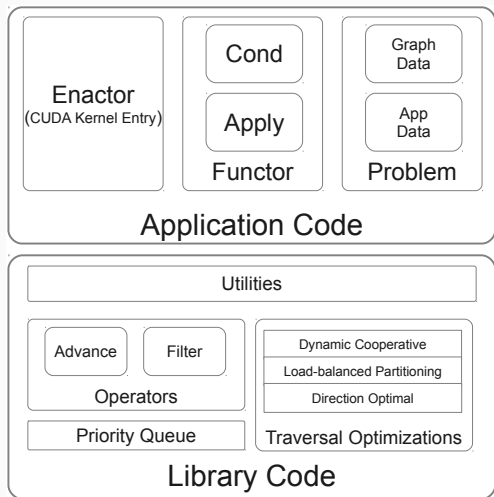 Enactor
(CUDA Kernel Entry)
Cond
Apply
Functor
Graph
Data
App
Data
Problem
Application Code
Utilities
Advance
Filter
Operators
Priority Queue
Dynamic Cooperative
Load-balanced Partitioning
Direction Optimal
Traversal Optimizations
Library Code